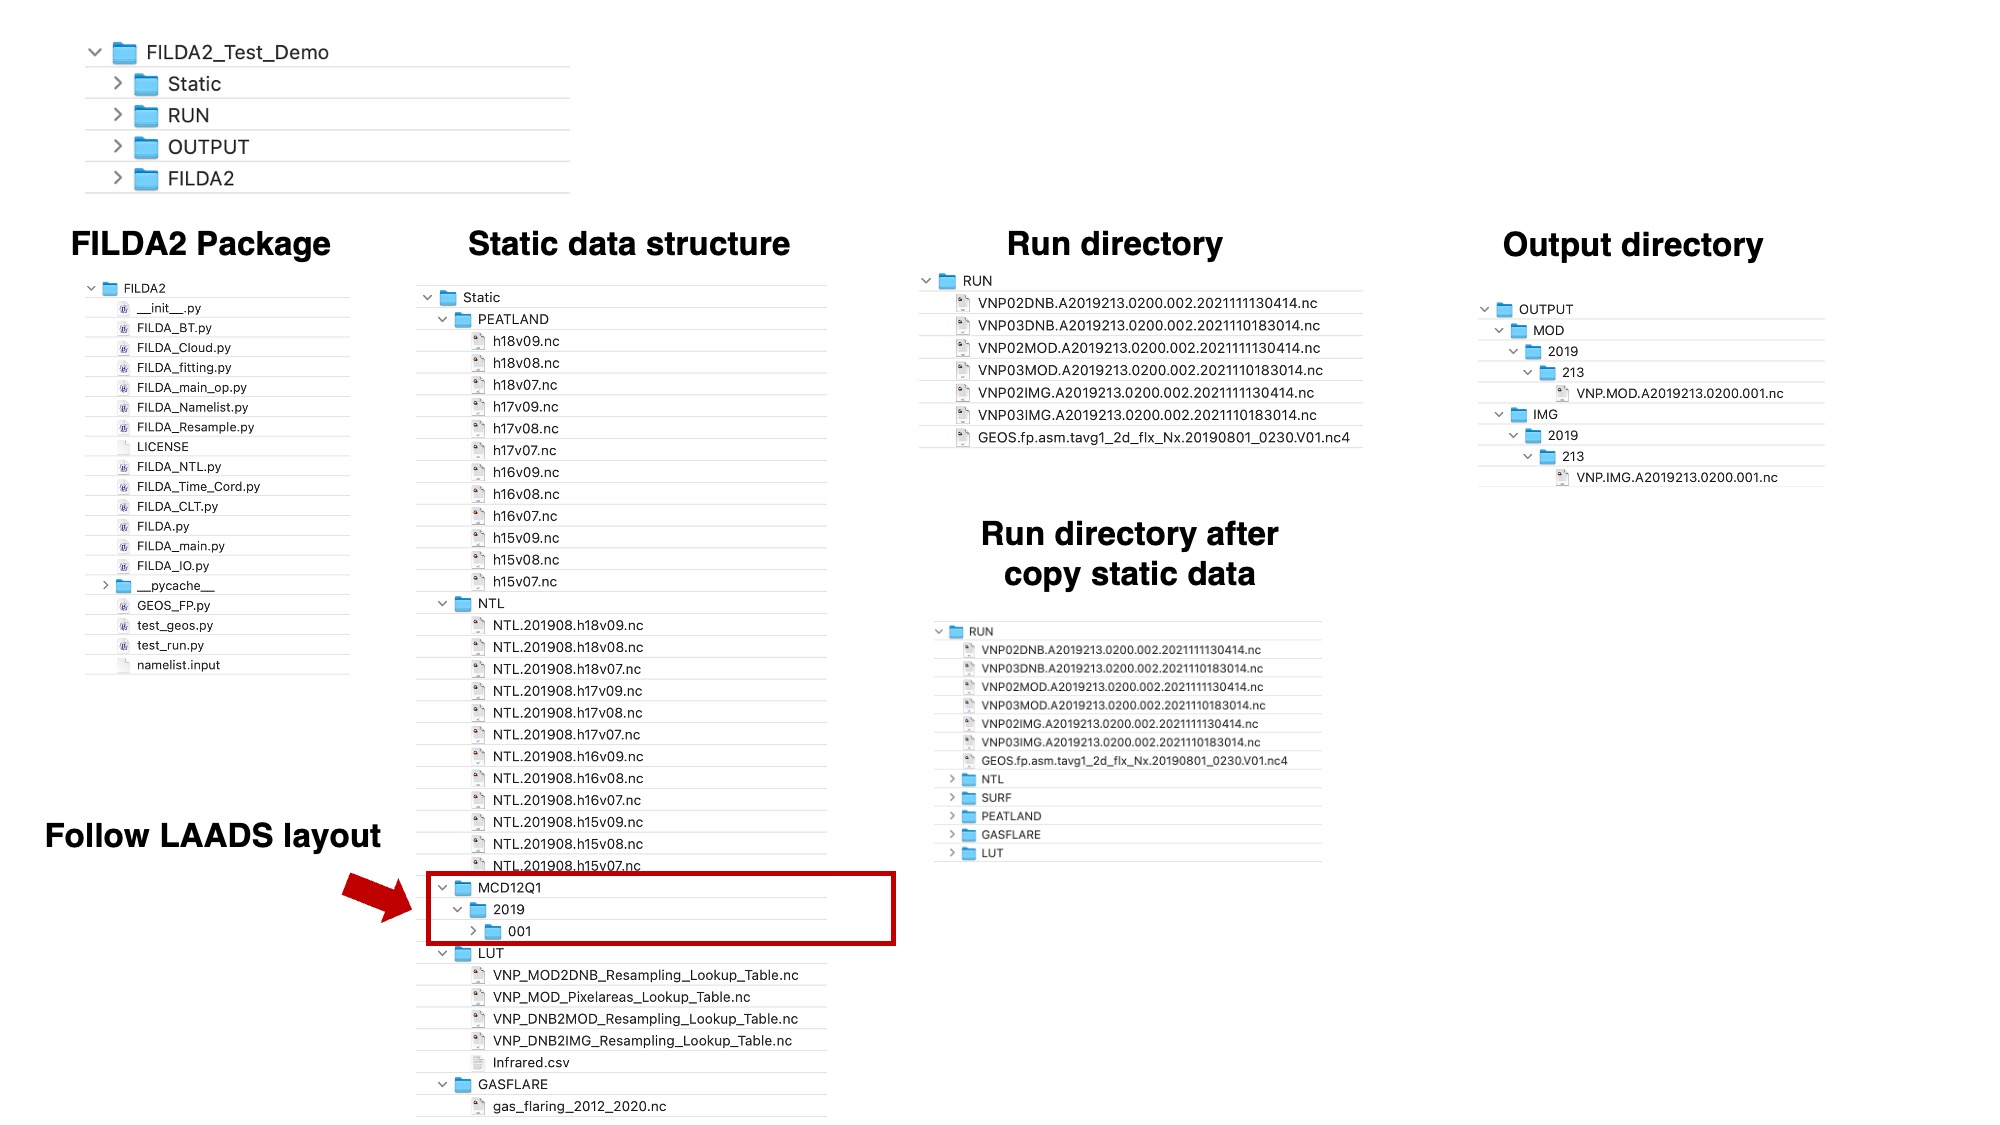 FILDA2_Test_Demo
Static
RUN
OUTPUT
FILDA2
FILDA2 Package
FILDA2
__init__.py
FILDA_BT.py
FILDA_Cloud.py
FILDA_fitting.py
FILDA_main_op.py
FILDA_Namelist.py
FILDA_Resample.py
LICENSE
FILDA_NTL.py
FILDA_Time_Cord.py
FILDA_CLT.py
FILDA.py
FILDA_main.py
FILDA_IO.py
__pycache__
GEOS_FP.py
test_geos.py
test_run.py
namelist.input
Follow LAADS layout
Static data structure
Static
PEATLAND
h18v09.nc
h18v08.nc
h18v07.nc
h17v09.nc
h17v08.nc
h17v07.nc
h16v09.nc
h16v08.nc
h16v07.nc
h15v09.nc
h15v08.nc
h15v07.nc
NTL
NTL.201908.h18v09.nc
NTL.201908.h18v08.nc
NTL.201908.h18v07.nc
NTL.201908.h17v09.nc
NTL.201908.h17v08.nc
NTL.201908.h17v07.nc
NTL.201908.h16v09.nc
NTL.201908.h16v08.nc
NTL.201908.h16v07.nc
NTL.201908.h15v09.nc
NTL.201908.h15v08.nc
NTL.201908.h15v07.nc
MCD12Q1
2019
001
LUT
VNP_MOD2DNB_Resampling_Lookup_Table.nc
VNP_MOD_Pixelareas_Lookup_Table.nc
VNP_DNB2MOD_Resampling_Lookup_Table.nc
VNP_DNB2IMG_Resampling_Lookup_Table.nc
Infrared.csv
GASFLARE
gas_flaring_2012_2020.nc
Run directory
RUN
VNP02DNB.A2019213.0200.002.2021111130414.nc
VNP03DNB.A2019213.0200.002.2021110183014.nc
VNP02MOD.A2019213.0200.002.2021111130414.nc
VNP03MOD.A2019213.0200.002.2021110183014.nc
VNP02IMG.A2019213.0200.002.2021111130414.nc
VNP03IMG.A2019213.0200.002.2021110183014.nc
GEOS.fp.asm.tavg1_2d_flx_Nx.20190801_0230.V01.nc4
Run directory after
copy static data
RUN
VNP02DNB.A2019213.0200.002.2021111130414.nc
VNP03DNB.A2019213.0200.002.2021110183014.nc
VNP02MOD.A2019213.0200.002.2021111130414.nc
VNP03MOD.A2019213.0200.002.2021110183014.nc
VNP02IMG.A2019213.0200.002.2021111130414.nc
VNP03IMG.A2019213.0200.002.2021110183014.nc
GEOS.fp.asm.tavg1_2d_flx_Nx.20190801_0230.V01.nc4
NTL
SURF
PEATLAND
GASFLARE
LUT
Output directory
OUTPUT
MOD
2019
213
VNP.MOD.A2019213.0200.001.nc
IMG
2019
213
VNP.IMG.A2019213.0200.001.nc